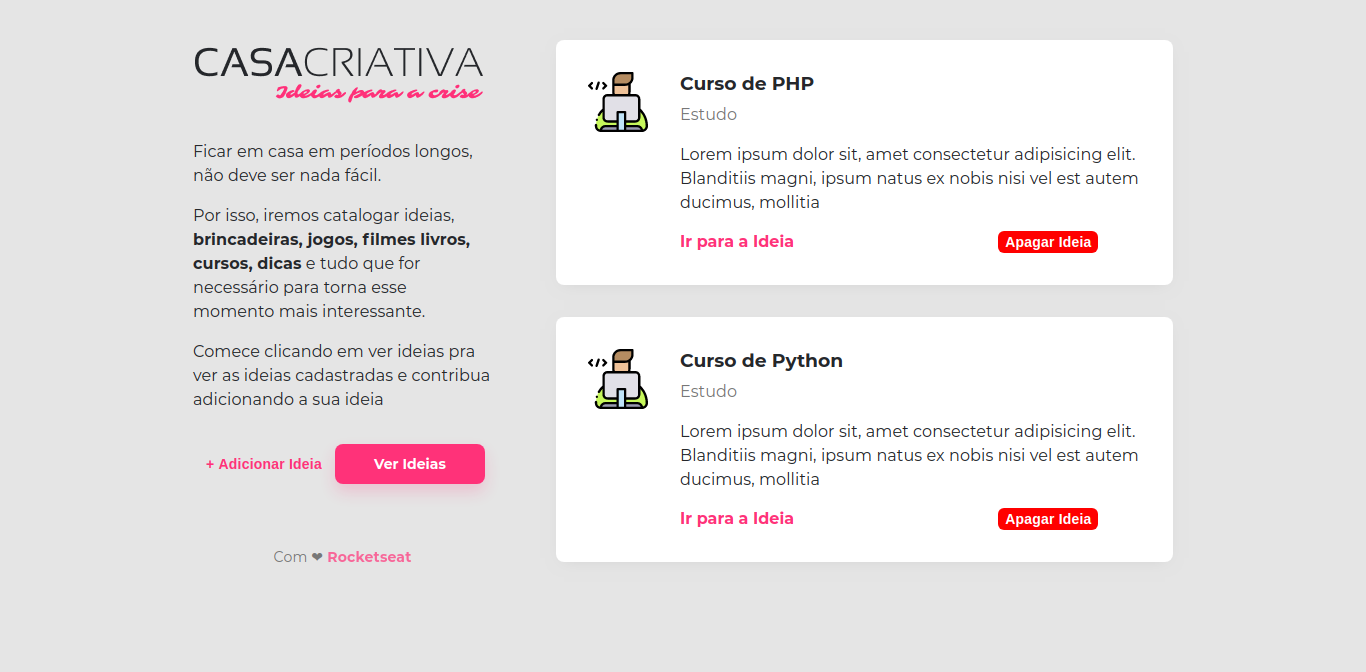 CASACRIATIVA
Ideias para a crise
Ficar em casa em períodos longos,
não deve ser nada fácil.
Por isso, iremos catalogar ideias,
brincadeiras, jogos, filmes livros,
cursos, dicas e tudo que for
necessário para torna esse
momento mais interessante.
Comece clicando em ver ideias pra
ver as ideias cadastradas e contribua
adicionando a sua ideia
+ Adicionar Ideia
Ver Ideias
Com ❤ Rocketseat
Curso de PHP
Estudo
Lorem ipsum dolor sit, amet consectetur adipisicing elit.
Blanditiis magni, ipsum natus ex nobis nisi vel est autem
ducimus, mollitia
Ir para a Ideia
Apagar Ideia
Curso de Python
Estudo
Lorem ipsum dolor sit, amet consectetur adipisicing elit.
Blanditiis magni, ipsum natus ex nobis nisi vel est autem
ducimus, mollitia
Ir para a Ideia
Apagar Ideia